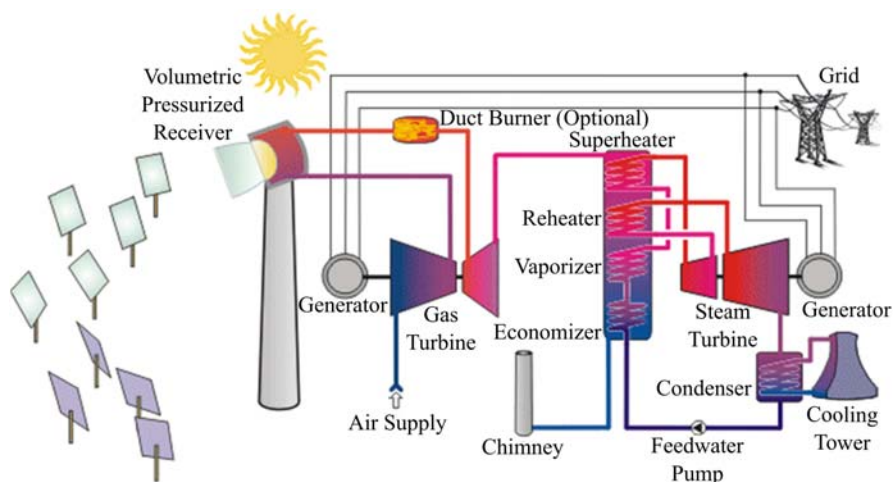 Volumetric
Pressurized
Receiver
Grid
Duct Burner (Optional)
Superheater
Reheater
Vaporizer
Economizer
Generator
Gas
Turbine
Steam
Turbine
Generator
Air Supply
Chimney
Condenser
Feedwater
Pump
Cooling
Tower